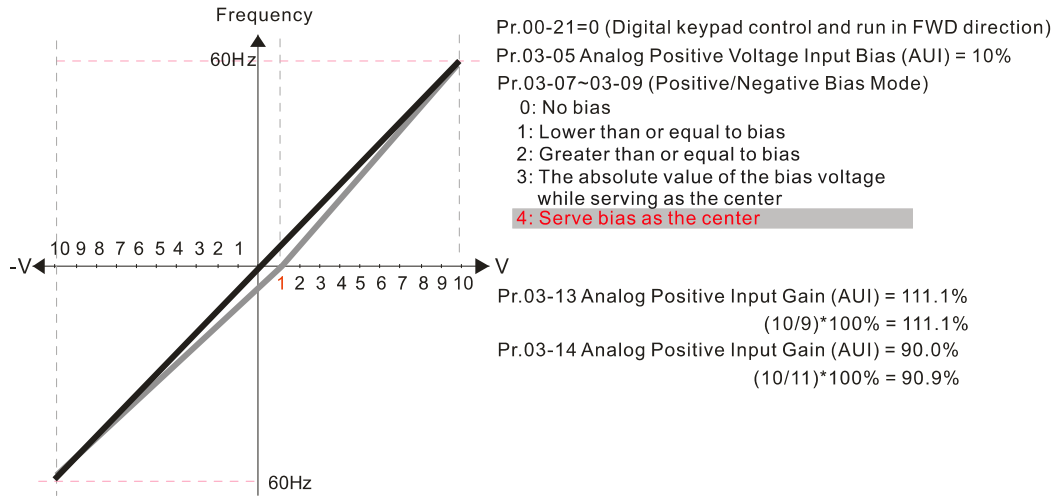 Frequency
60Hz
10 9 8 7 6 5 4 3 2 1
-V
V
1 2 3 4 5 6 7 8 9 10
60Hz
Pr.00-21=0 (Digital keypad control and run in FWD direction)
Pr.03-05 Analog Positive Voltage Input Bias (AUI) = 10%
Pr.03-07~03-09 (Positive/Negative Bias Mode)
0: No bias
1: Lower than or equal to bias
2: Greater than or equal to bias
3: The absolute value of the bias voltage
while serving as the center
4: Serve bias as the center
Pr.03-13 Analog Positive Input Gain (AUI) = 111.1%
(10/9)*100% = 111.1%
Pr.03-14 Analog Positive Input Gain (AUI) = 90.0%
(10/11)*100% = 90.9%